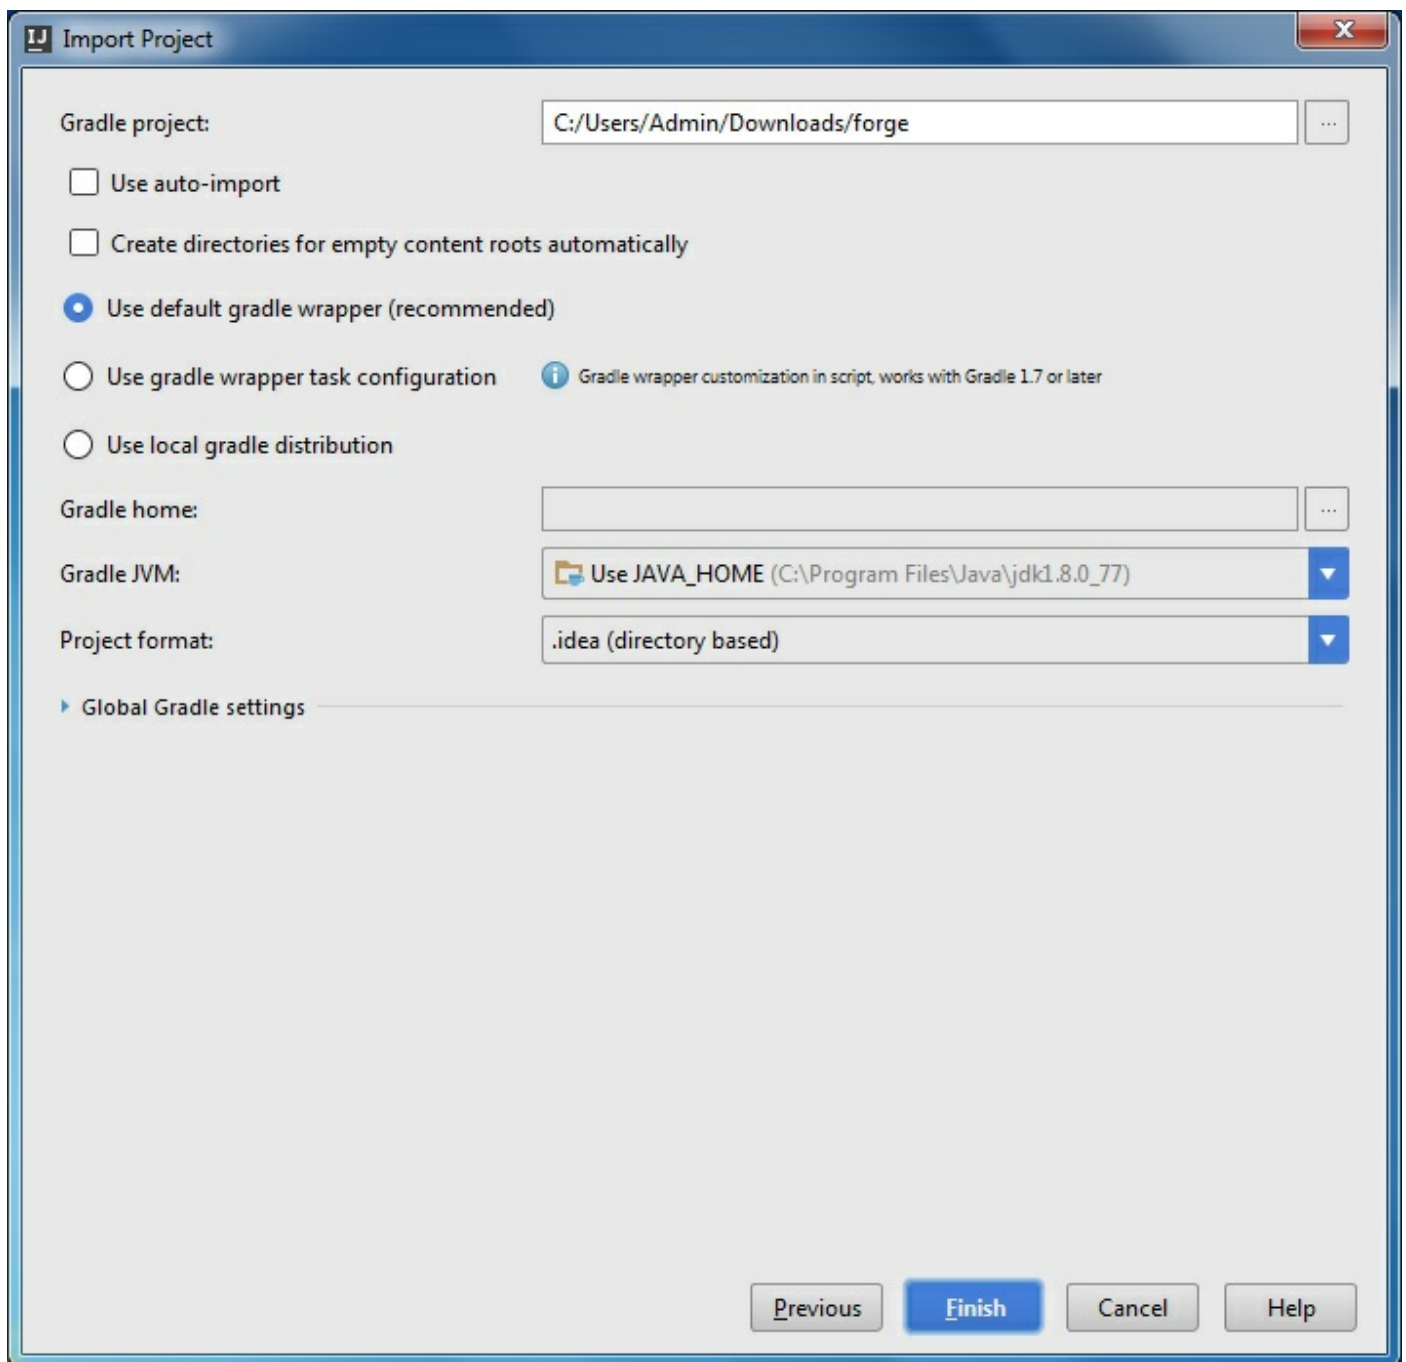 IJ Import Project
X
Gradle project: C:/Users/Admin/Downloads/forge ...
Use auto-import
Create directories for empty content roots automatically
Use default gradle wrapper (recommended)
Use gradle wrapper task configuration i Gradle wrapper customization in script, works with Gradle 1.7 or later
Use local gradle distribution
Gradle home: ...
Gradle JVM: Use JAVA_HOME (C:\Program Files\Java\jdk1.8.0_77)
Project format: .idea (directory based)
Global Gradle settings
Previous Finish Cancel Help